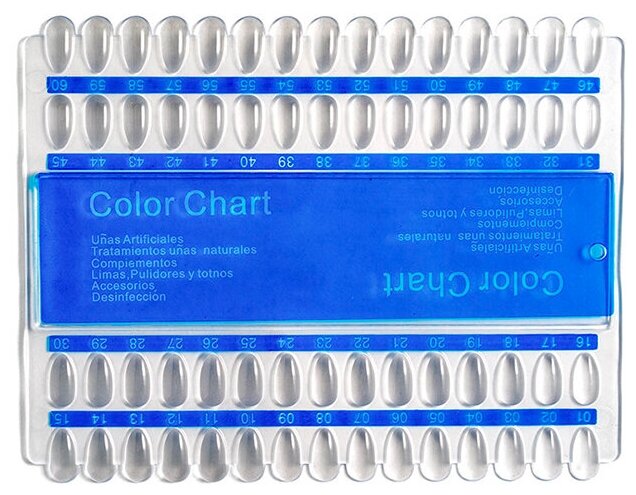 60 59 58 57 56 55 54 53 52 51 50 49 48 47 46
45 44 43 42 41 40 39 38 37 36 35 34 33 32 31
Color Chart
Uñas Artificiales
Tratamientos uñas naturales
Complementos
Limas,Pulidores y totnos
Accesorios
Desinfeccion
Color Chart
Uñas Artificiales
Tratamientos unas naturales
Complementos
Limas,Pulidores y totnos
Accesorios
Desinfeccion
30 29 28 27 26 25 24 23 22 21 20 19 18 17 16
15 14 13 12 11 10 09 08 07 06 05 04 03 02 01